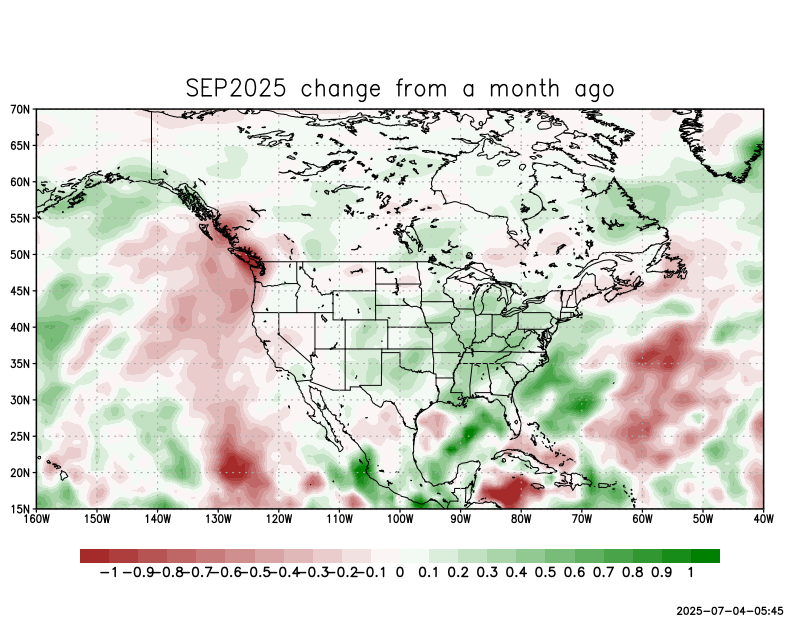 SEP2025 change from a month ago
70N
65N
60N
55N
50N
45N
40N
35N
30N
25N
20N
15N
160W 150W 140W 130W 120W 110W 100W 90W 80W 70W 60W 50W 40W
-1 -0.9 -0.8 -0.7 -0.6 -0.5 -0.4 -0.3 -0.2 -0.1 0 0.1 0.2 0.3 0.4 0.5 0.6 0.7 0.8 0.9 1
2025-07-04-05:45